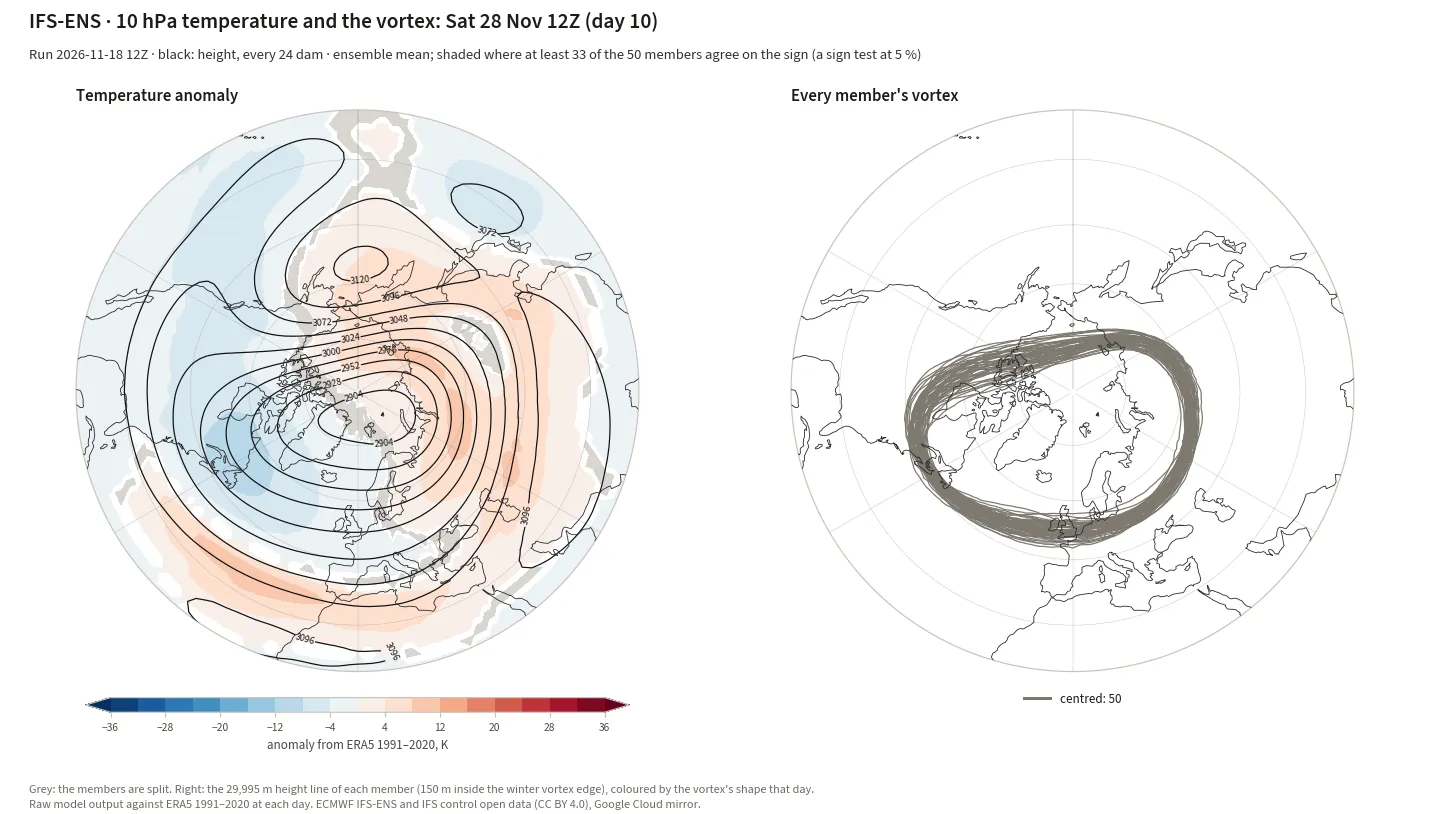 IFS-ENS · 10 hPa temperature and the vortex: Sat 28 Nov 12Z (day 10)
Run 2026-11-18 12Z · black: height, every 24 dam · ensemble mean; shaded where at least 33 of the 50 members agree on the sign (a sign test at 5 %)
Temperature anomaly
Every member's vortex
3072
3120
3096
3072
3048
3024
3000
2952
2928
2904
2904
3096
3096
3096
−36 −28 −20 −12 −4 4 12 20 28 36
anomaly from ERA5 1991–2020, K
centred: 50
Grey: the members are split. Right: the 29,995 m height line of each member (150 m inside the winter vortex edge), coloured by the vortex's shape that day.
Raw model output against ERA5 1991–2020 at each day. ECMWF IFS-ENS and IFS control open data (CC BY 4.0), Google Cloud mirror.